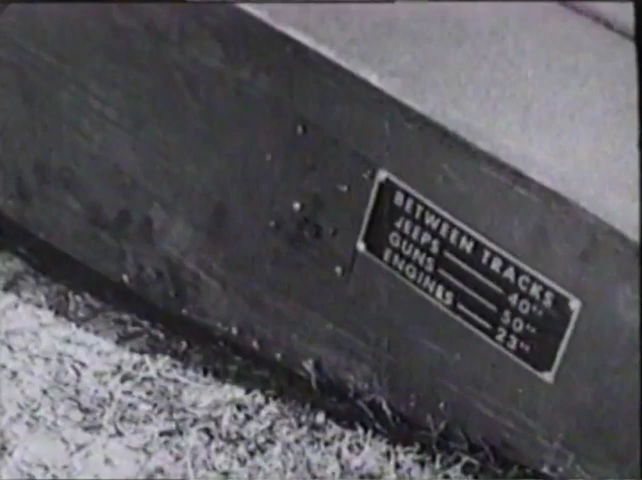 BETWEEN TRACKS
JEEPS — 40"
GUNS — 50"
ENGINES — 23"